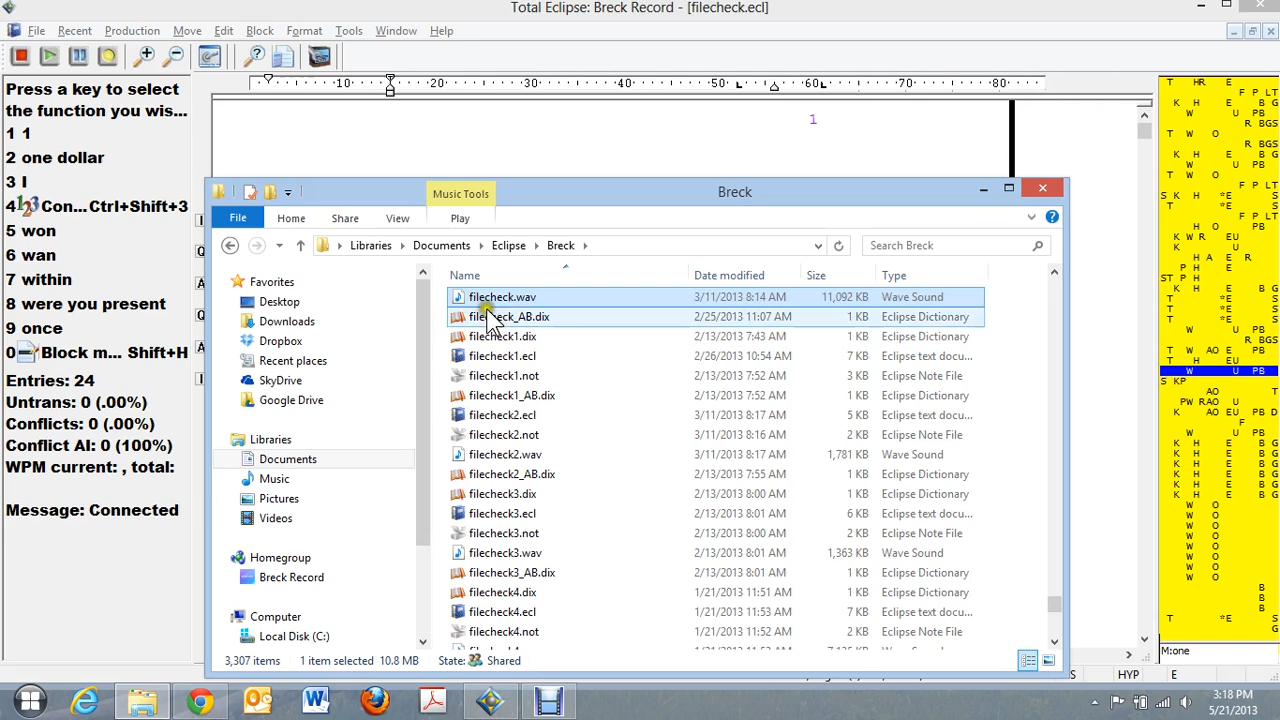 Total Eclipse: Breck Record - [filecheck.ecl]
File Recent Production Move Edit Block Format Tools Window Help
Press a key to select
the function you wis...
1 1
2 one dollar
3 I
4 Con... Ctrl+Shift+3
5 won
6 wan
7 within
8 were you present
9 once
0 Block m... Shift+H
Entries: 24
Untrans: 0 (.00%)
Conflicts: 0 (.00%)
Conflict AI: 0 (100%)
WPM current: , total:
Message: Connected
10 20 30 40 50 60 70 80
1
Music Tools
Breck
File Home Share View Play
Libraries Documents Eclipse Breck
Search Breck
Favorites
Desktop
Downloads
Dropbox
Recent places
SkyDrive
Google Drive
Libraries
Documents
Music
Pictures
Videos
Homegroup
Breck Record
Computer
Local Disk (C:)
Name Date modified Size Type
filecheck.wav 3/11/2013 8:14 AM 11,092 KB Wave Sound
filecheck_AB.dix 2/25/2013 11:07 AM 1 KB Eclipse Dictionary
filecheck1.dix 2/13/2013 7:43 AM 1 KB Eclipse Dictionary
filecheck1.ecl 2/26/2013 10:54 AM 7 KB Eclipse text docu...
filecheck1.not 2/13/2013 7:52 AM 3 KB Eclipse Note File
filecheck1_AB.dix 2/13/2013 7:52 AM 1 KB Eclipse Dictionary
filecheck2.ecl 3/11/2013 8:17 AM 5 KB Eclipse text docu...
filecheck2.not 3/11/2013 8:16 AM 2 KB Eclipse Note File
filecheck2.wav 3/11/2013 8:17 AM 1,781 KB Wave Sound
filecheck2_AB.dix 2/13/2013 7:55 AM 1 KB Eclipse Dictionary
filecheck3.dix 2/13/2013 8:00 AM 1 KB Eclipse Dictionary
filecheck3.ecl 2/13/2013 8:01 AM 6 KB Eclipse text docu...
filecheck3.not 2/13/2013 8:00 AM 2 KB Eclipse Note File
filecheck3.wav 2/13/2013 8:01 AM 1,363 KB Wave Sound
filecheck3_AB.dix 2/13/2013 8:01 AM 1 KB Eclipse Dictionary
filecheck4.dix 1/21/2013 11:51 AM 1 KB Eclipse Dictionary
filecheck4.ecl 1/21/2013 11:53 AM 7 KB Eclipse text docu...
filecheck4.not 1/21/2013 11:52 AM 2 KB Eclipse Note File
3,307 items 1 item selected 10.8 MB State: Shared
T HR E
F P L T
K H E B G
W U P B
R B G S
T W O
R B G S
K H E B G
W U P B
F P L T
S K H *E S
T *E S
F P L T
K W R E U
H A E R
S T P H E
K H E B G
W U P B
R B G S
T W AO E B
T H E U
W U P B
S K P
M:one
HYP E
3:18 PM
5/21/2013